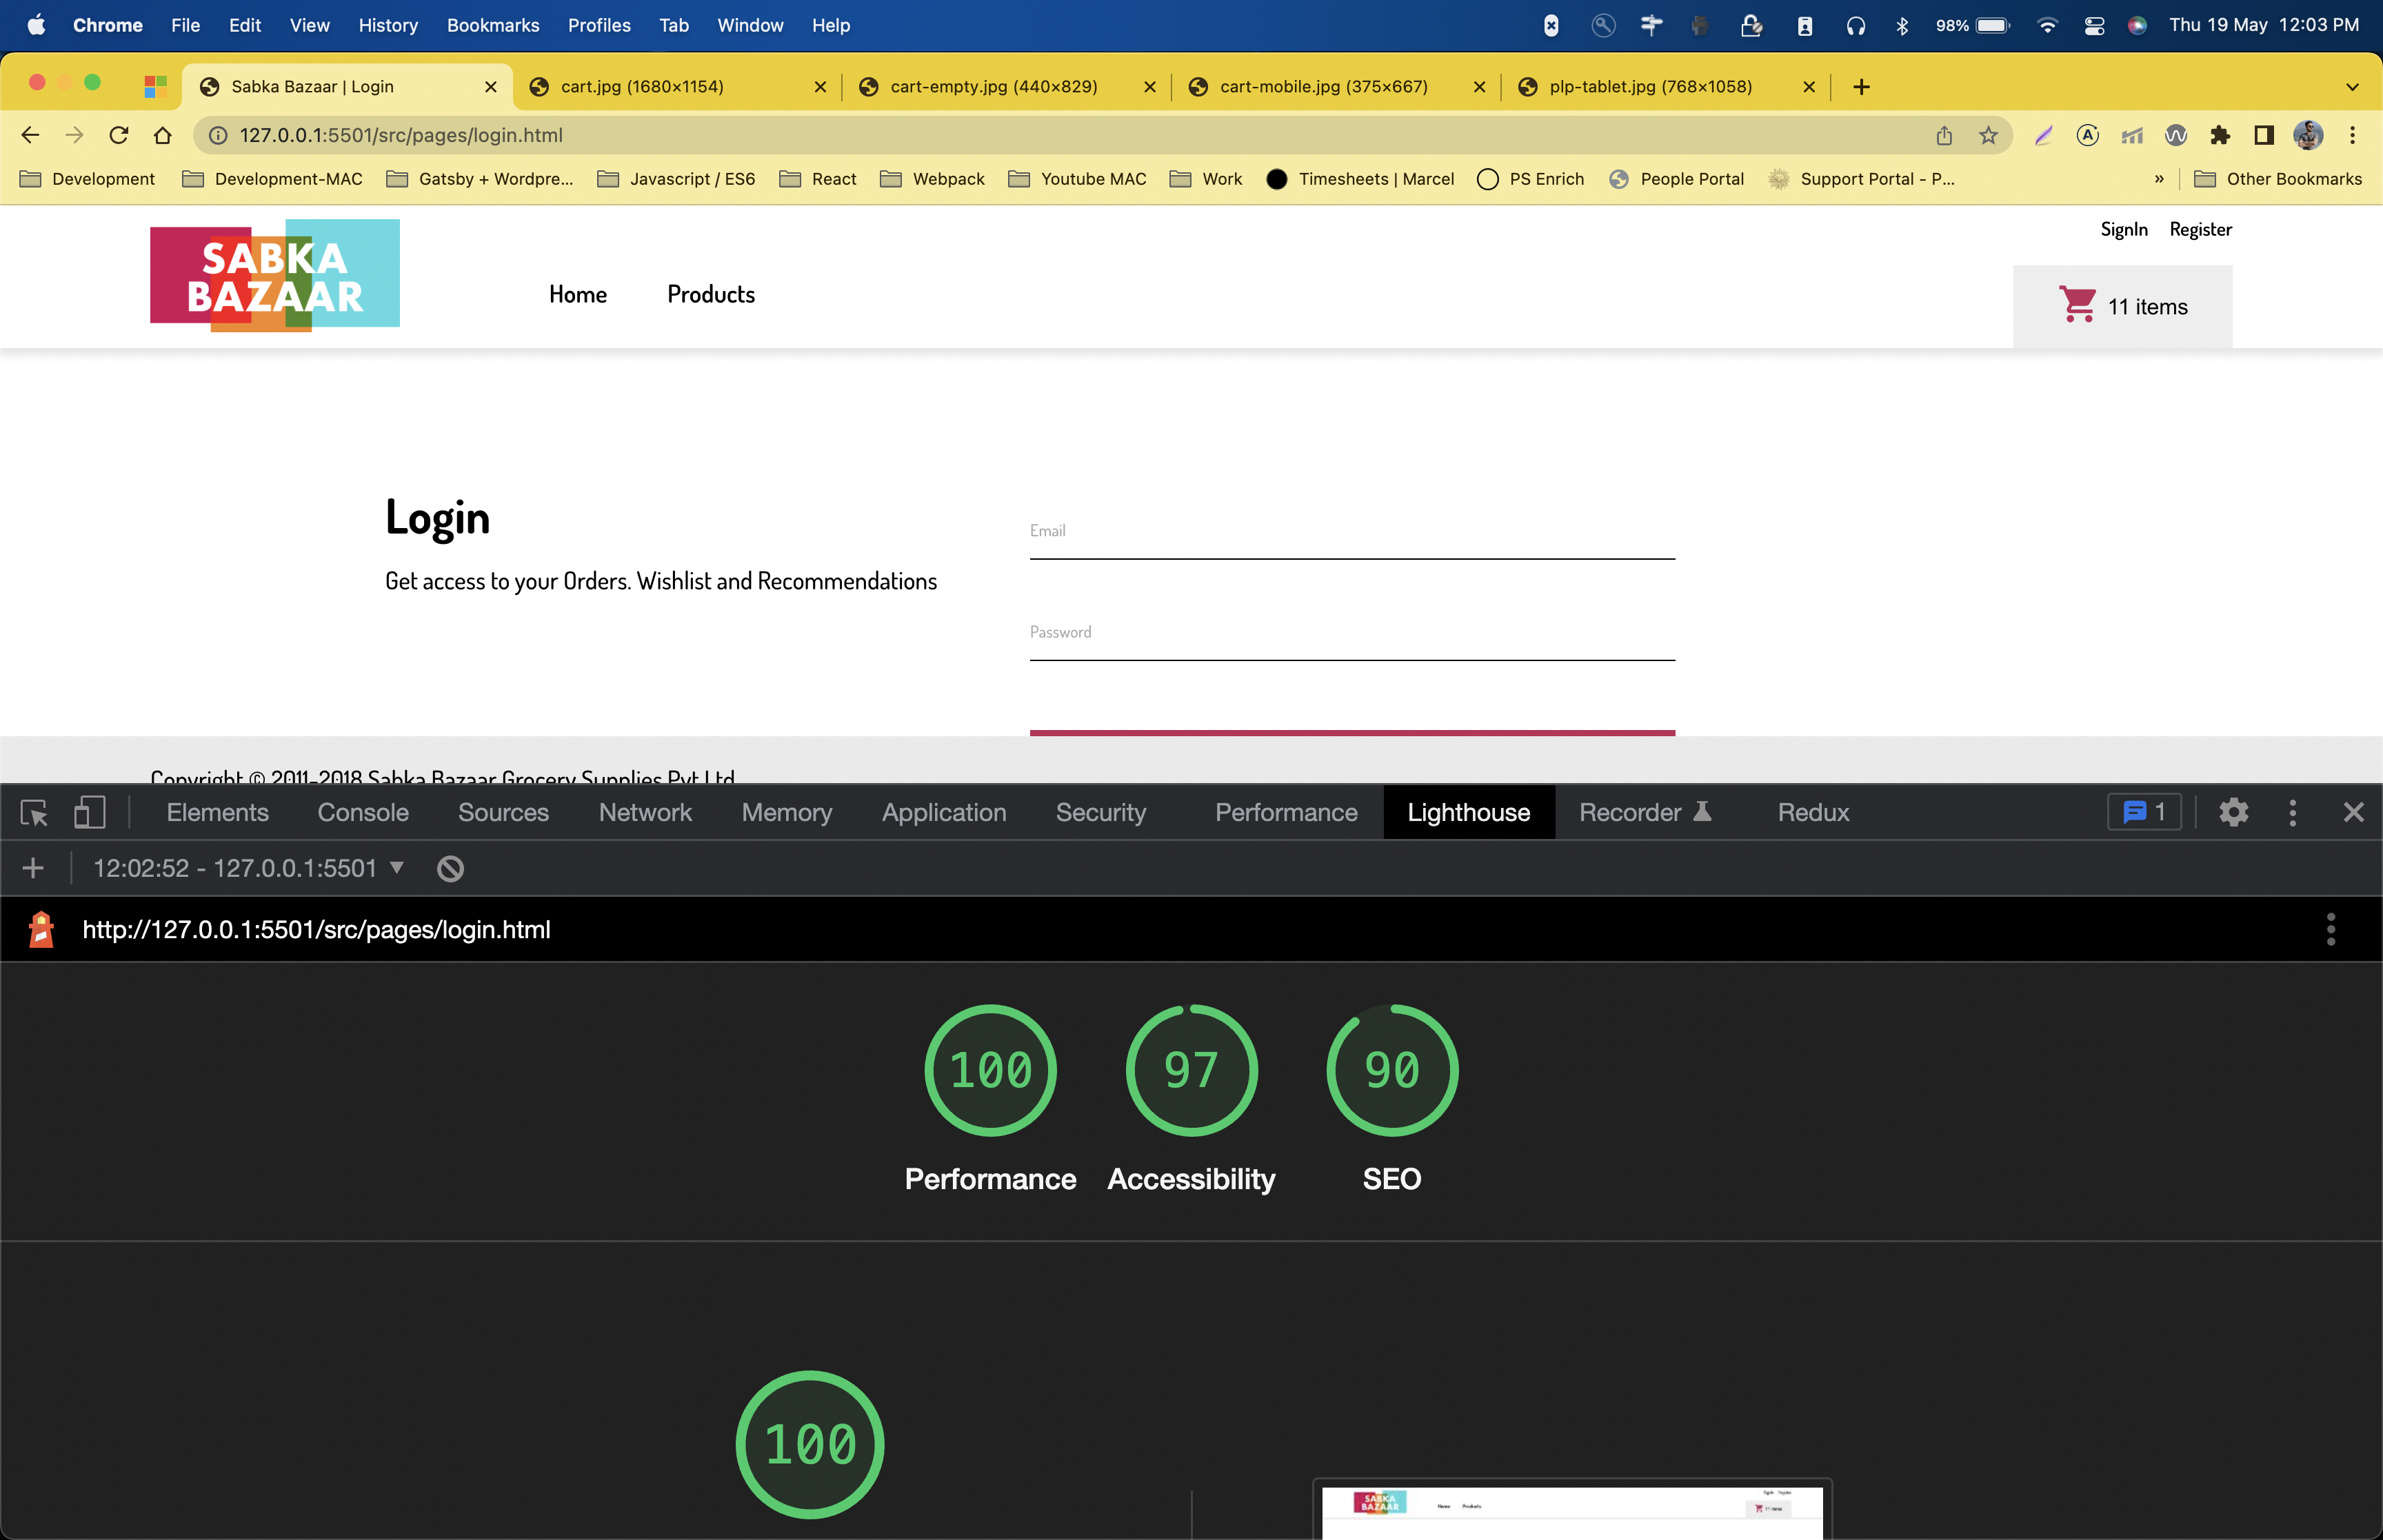 Chrome File Edit View History Bookmarks Profiles Tab Window Help 98% Thu 19 May 12:03 PM
Sabka Bazaar | Login cart.jpg (1680×1154) cart-empty.jpg (440×829) cart-mobile.jpg (375×667) plp-tablet.jpg (768×1058)
127.0.0.1:5501/src/pages/login.html
Development Development-MAC Gatsby + Wordpre... Javascript / ES6 React Webpack Youtube MAC Work Timesheets | Marcel PS Enrich People Portal Support Portal - P... » Other Bookmarks
SignIn Register
SABKA
BAZAAR
Home Products
11 items
Login
Get access to your Orders. Wishlist and Recommendations
Email
Password
Copyright © 2011-2018 Sabka Bazaar Grocery Supplies Pvt Ltd
Elements Console Sources Network Memory Application Security Performance Lighthouse Recorder Redux 1
12:02:52 - 127.0.0.1:5501
http://127.0.0.1:5501/src/pages/login.html
100 97 90
Performance Accessibility SEO
100
SABKA
BAZAAR
Home Products
11 items